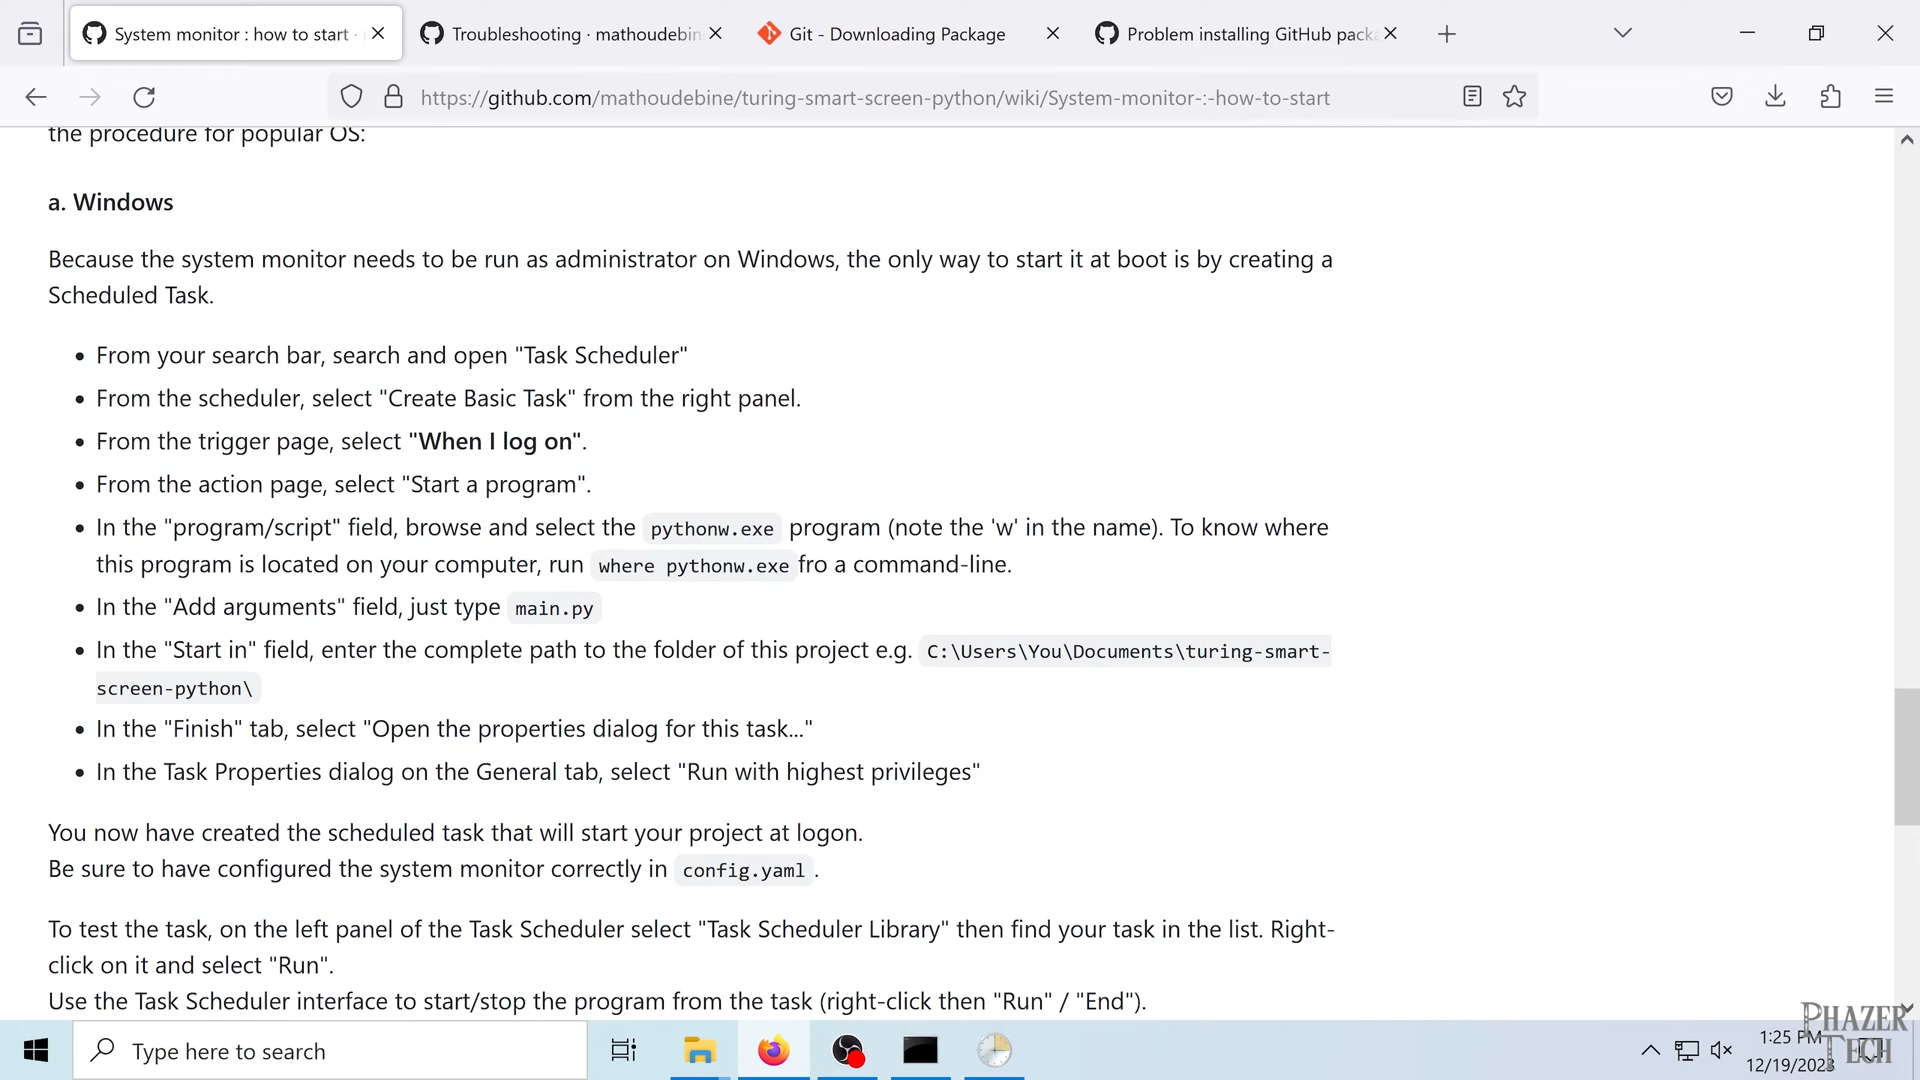 System monitor : how to start ·
Troubleshooting · mathoudebin
Git - Downloading Package
Problem installing GitHub packa
https://github.com/mathoudebine/turing-smart-screen-python/wiki/System-monitor-:-how-to-start
the procedure for popular OS:
a. Windows
Because the system monitor needs to be run as administrator on Windows, the only way to start it at boot is by creating a
Scheduled Task.
• From your search bar, search and open "Task Scheduler"
• From the scheduler, select "Create Basic Task" from the right panel.
• From the trigger page, select "When I log on".
• From the action page, select "Start a program".
• In the "program/script" field, browse and select the pythonw.exe program (note the 'w' in the name). To know where
this program is located on your computer, run where pythonw.exe fro a command-line.
• In the "Add arguments" field, just type main.py
• In the "Start in" field, enter the complete path to the folder of this project e.g. C:\Users\You\Documents\turing-smart-
screen-python\
• In the "Finish" tab, select "Open the properties dialog for this task..."
• In the Task Properties dialog on the General tab, select "Run with highest privileges"
You now have created the scheduled task that will start your project at logon.
Be sure to have configured the system monitor correctly in config.yaml .
To test the task, on the left panel of the Task Scheduler select "Task Scheduler Library" then find your task in the list. Right-
click on it and select "Run".
Use the Task Scheduler interface to start/stop the program from the task (right-click then "Run" / "End").
Type here to search
1:25 PM
12/19/2023
PHAZER
TECH